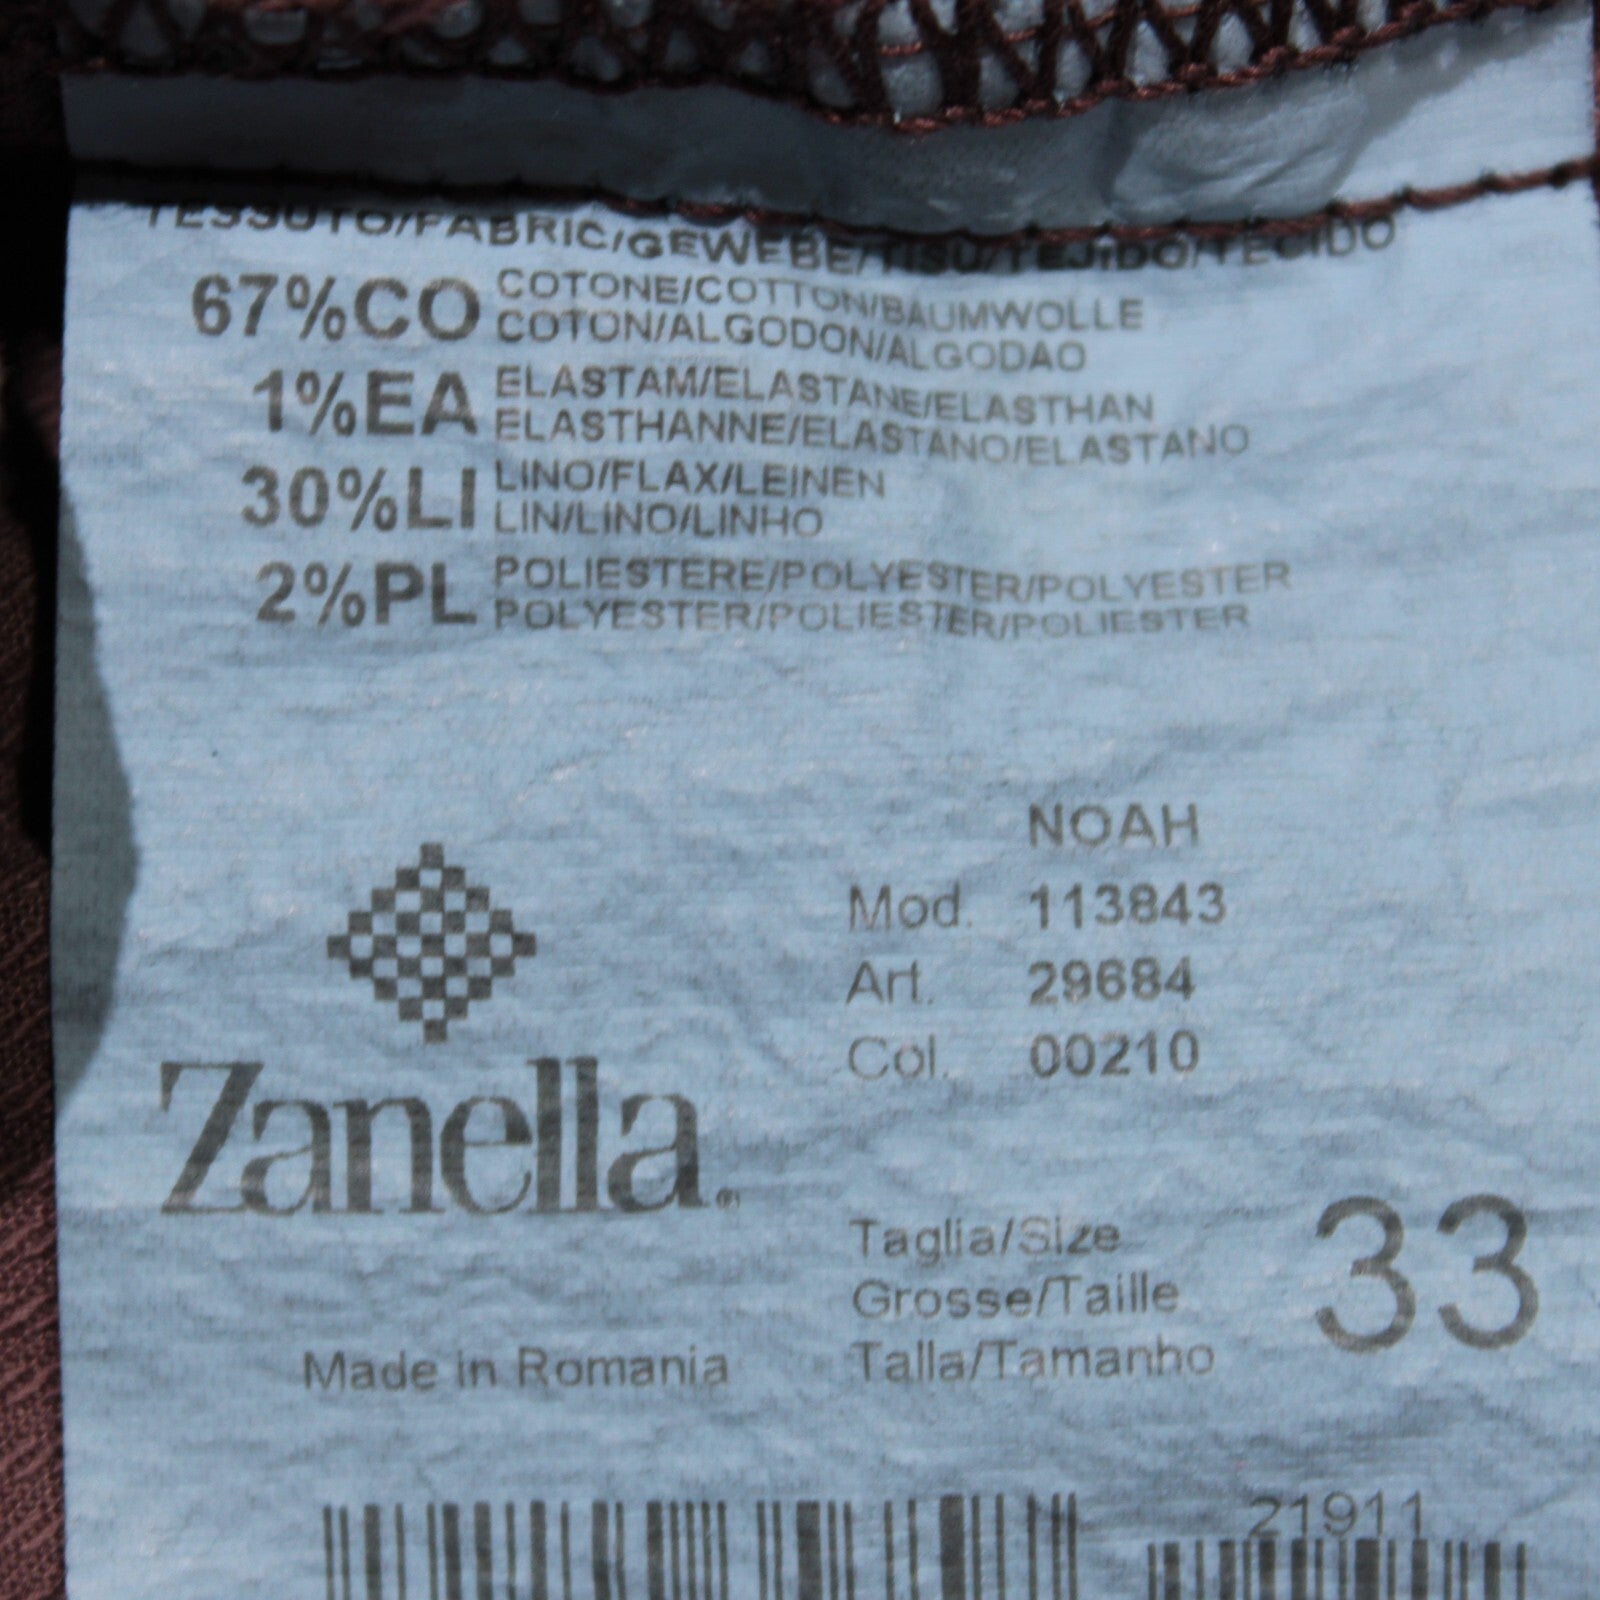 TESSUTO/FABRIC/GEWEBE/TISU/TEJIDO/TECIDO
67%CO COTONE/COTTON/BAUMWOLLE
COTON/ALGODON/ALGODAO
1%EA ELASTAM/ELASTANE/ELASTHAN
ELASTHANNE/ELASTANO/ELASTANO
30%LI LINO/FLAX/LEINEN
LIN/LINO/LINHO
2%PL POLIESTERE/POLYESTER/POLYESTER
POLYESTER/POLIESTER/POLIESTER
NOAH
Mod. 113843
Art. 29684
Col. 00210
Zanella®
Taglia/Size
Grosse/Taille
Talla/Tamanho
33
Made in Romania
21911